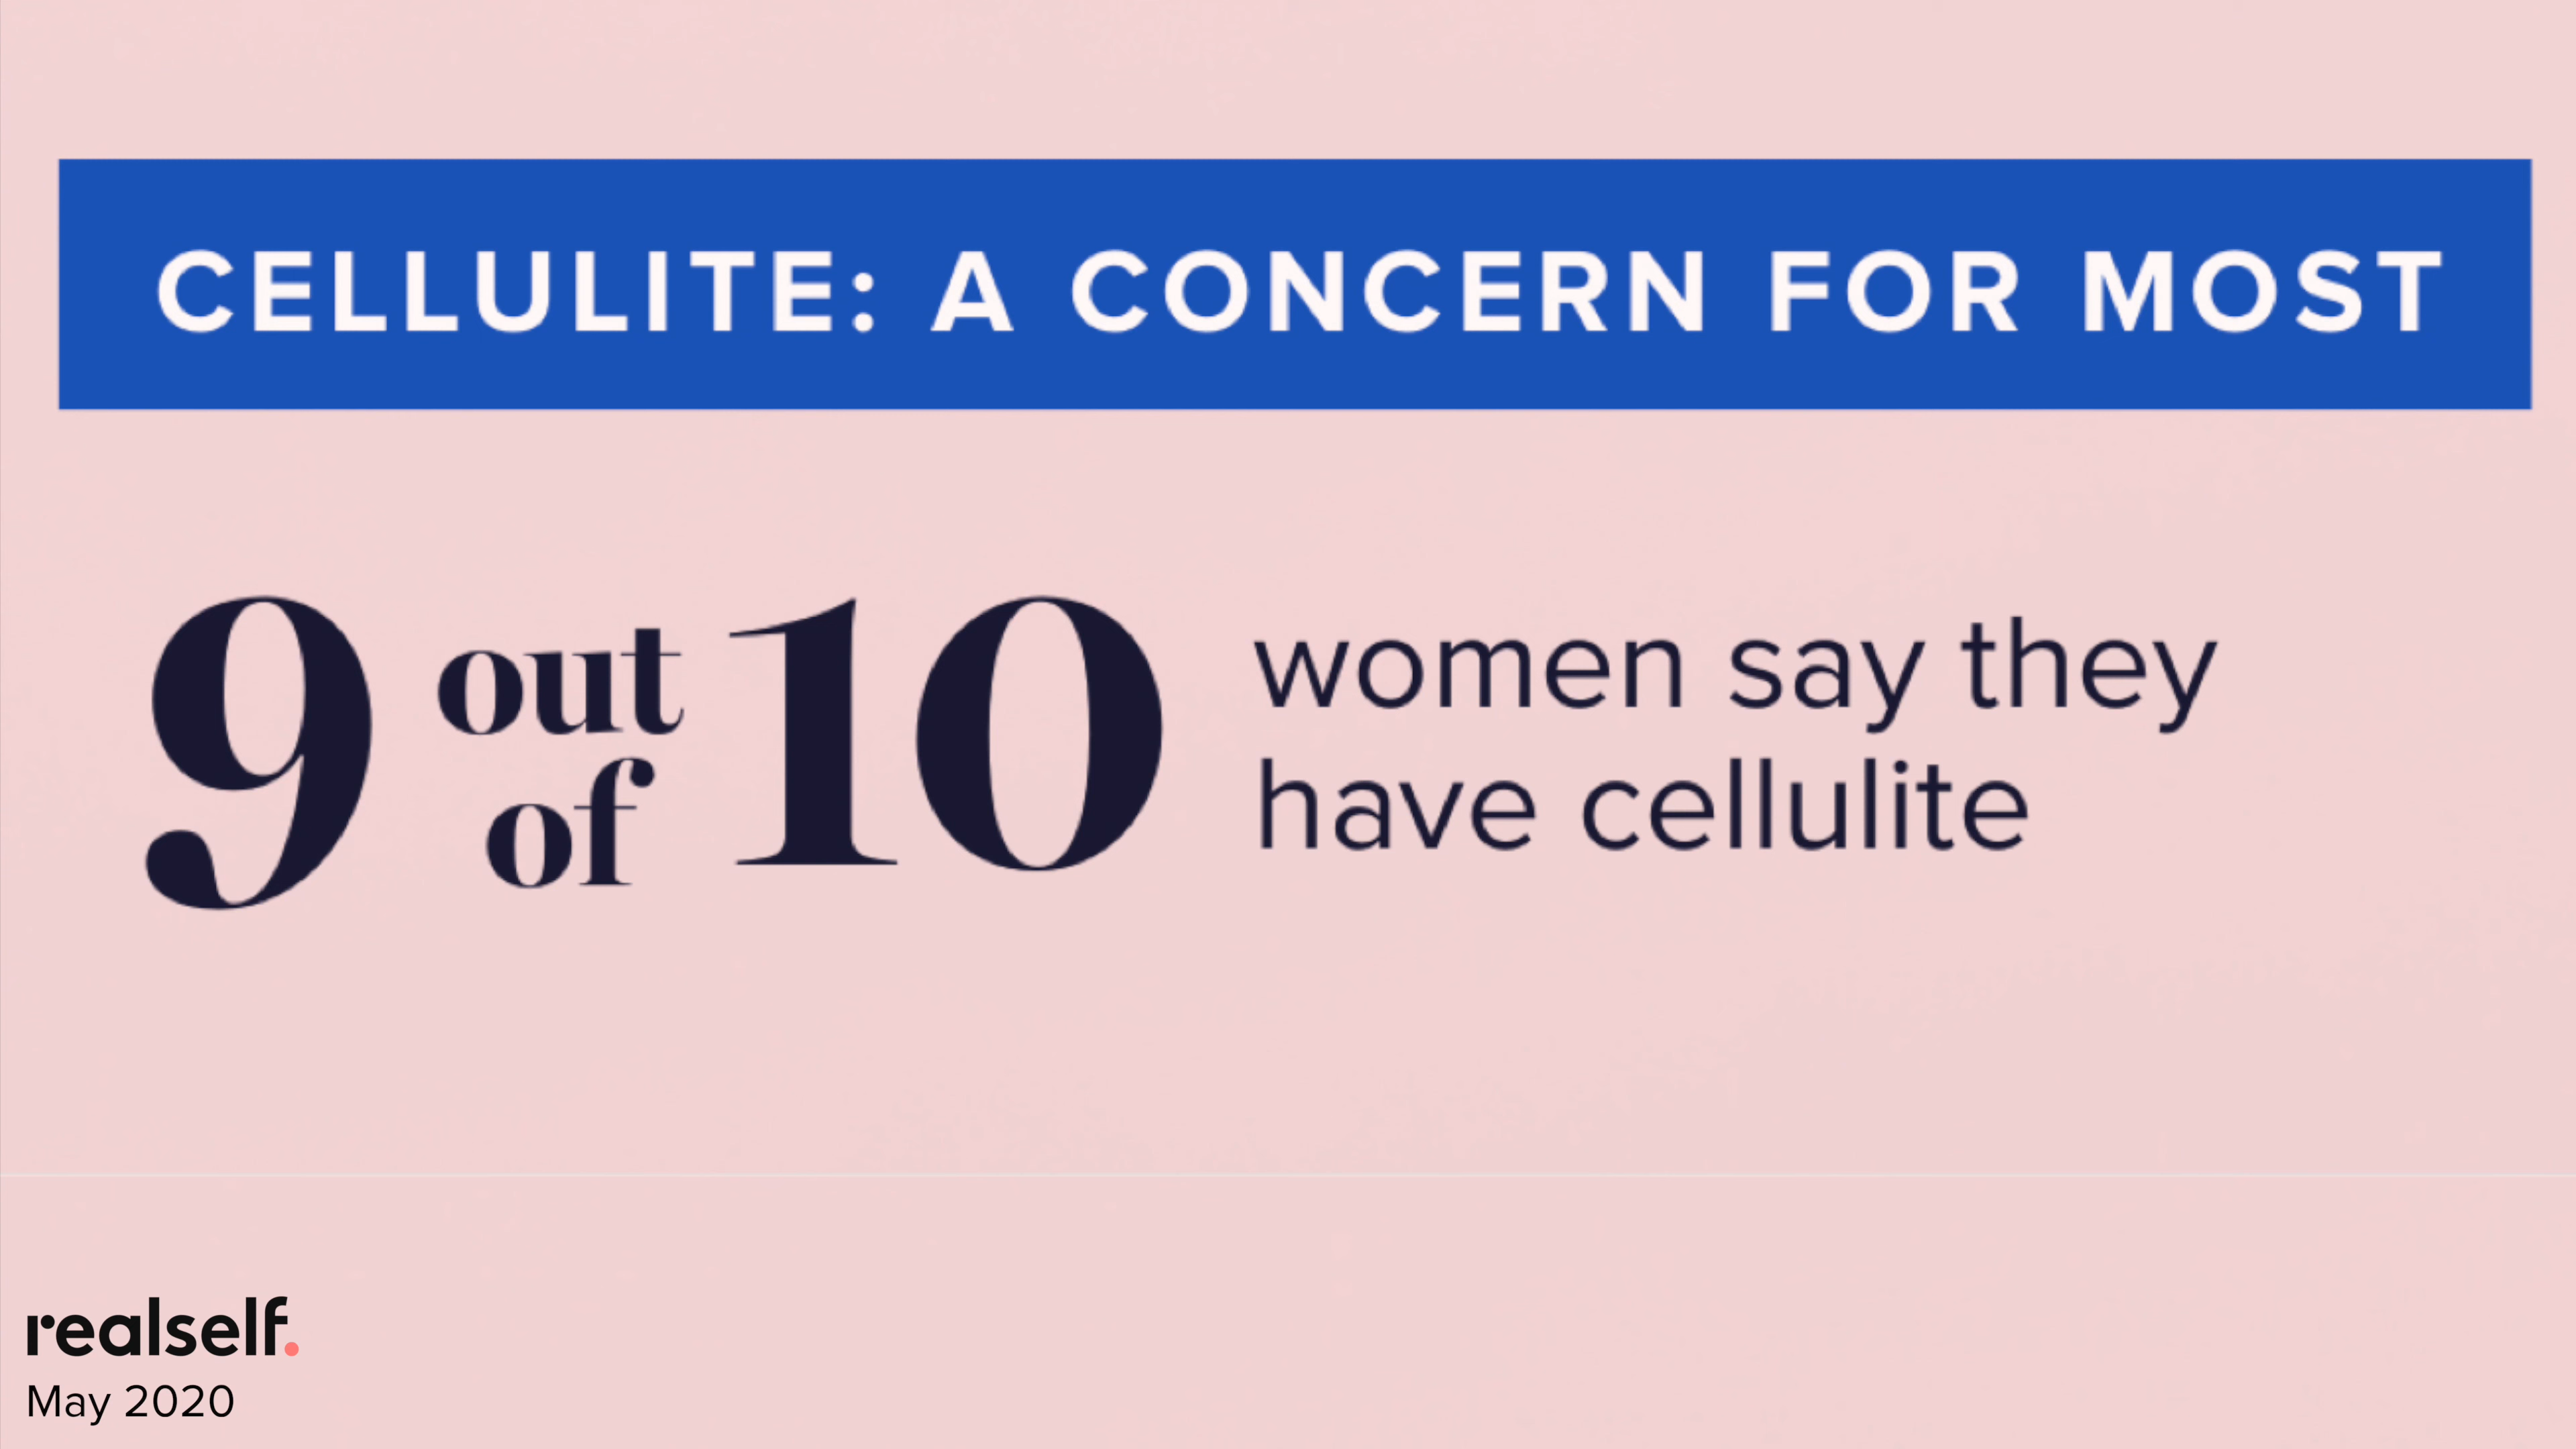 CELLULITE: A CONCERN FOR MOST
9 out of 10 women say they
have cellulite
realself.
May 2020